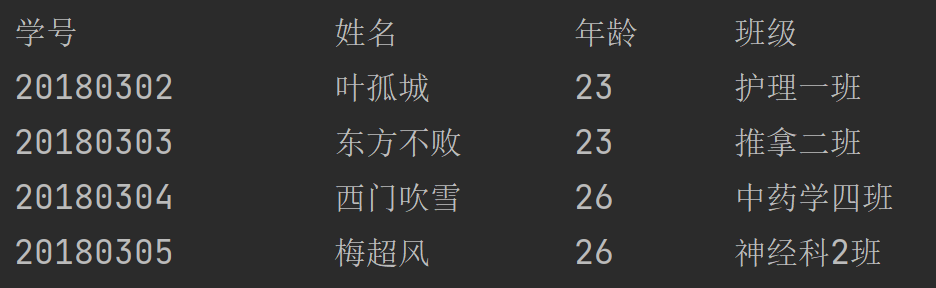 学号 姓名 年龄 班级
20180302 叶孤城 23 护理一班
20180303 东方不败 23 推拿二班
20180304 西门吹雪 26 中药学四班
20180305 梅超风 26 神经科2班